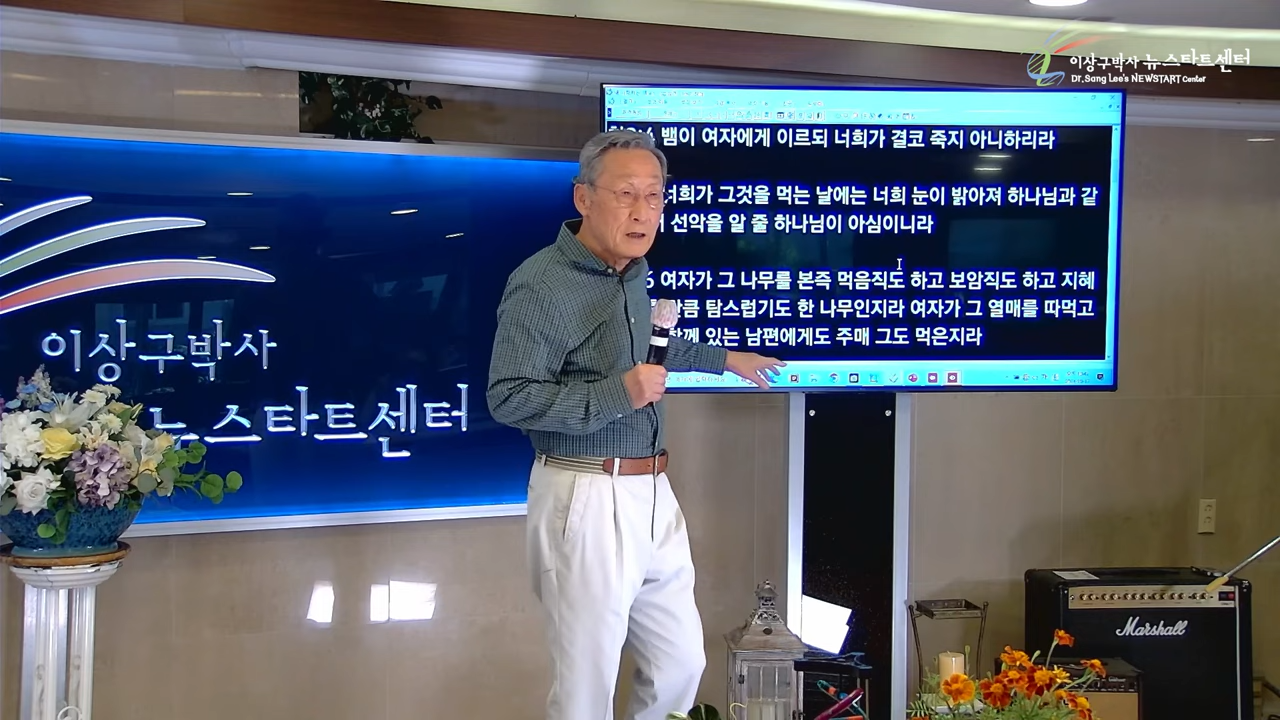 이상구박사 뉴스타트센터
Dr. Sang Lee's NEWSTART Center
뱀이 여자에게 이르되 너희가 결코 죽지 아니하리라
너희가 그것을 먹는 날에는 너희 눈이 밝아져 하나님과 같
선악을 알 줄 하나님이 아심이니라
6 여자가 그 나무를 본즉 먹음직도 하고 보암직도 하고 지혜
만큼 탐스럽기도 한 나무인지라 여자가 그 열매를 따먹고
함께 있는 남편에게도 주매 그도 먹은지라
이상구박사
뉴스타트센터
Marshall